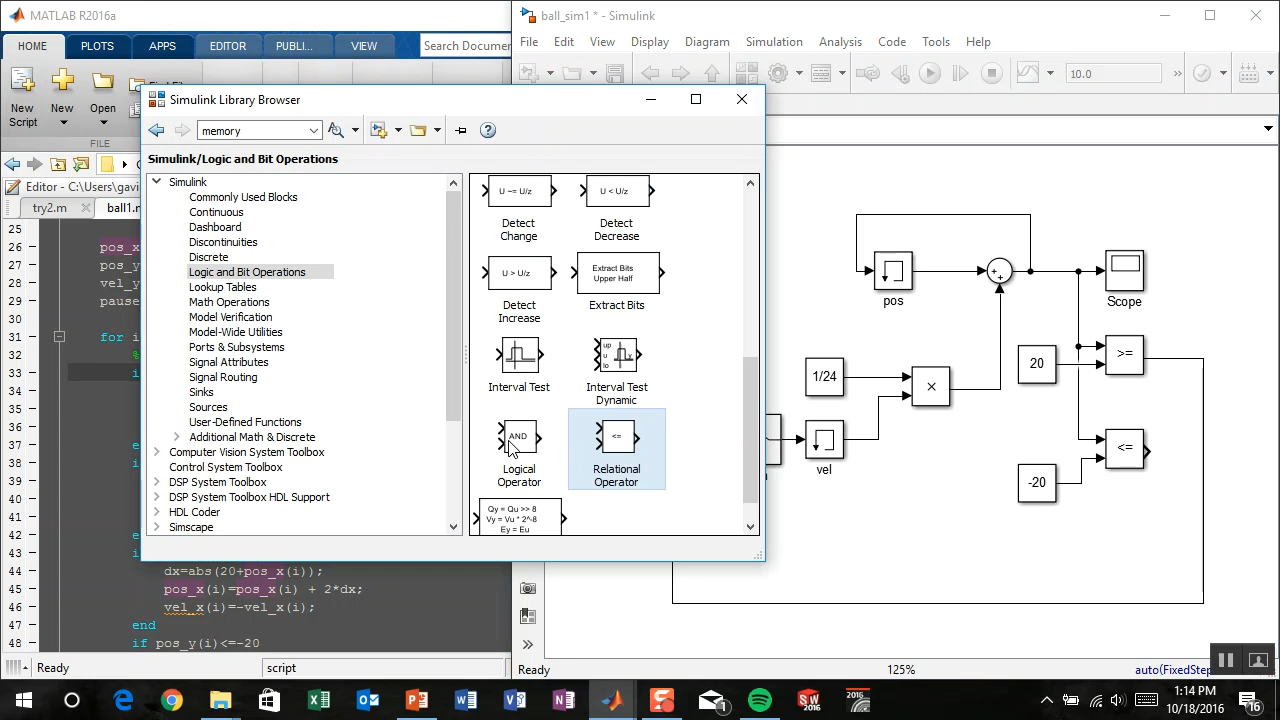 MATLAB R2016a
ball_sim1 * - Simulink
HOME PLOTS APPS EDITOR PUBLI... VIEW
Search Documen
File Edit View Display Diagram Simulation Analysis Code Tools Help
10.0
New
Script
New
Open
FILE
Simulink Library Browser
memory
Simulink/Logic and Bit Operations
Editor - C:\Users\gavi
try2.m
ball1.
Simulink
Commonly Used Blocks
Continuous
Dashboard
Discontinuities
Discrete
Logic and Bit Operations
Lookup Tables
Math Operations
Model Verification
Model-Wide Utilities
Ports & Subsystems
Signal Attributes
Signal Routing
Sinks
Sources
User-Defined Functions
Additional Math & Discrete
Computer Vision System Toolbox
Control System Toolbox
DSP System Toolbox
DSP System Toolbox HDL Support
HDL Coder
Simscape
U ~= U/z
U < U/z
Detect
Change
Detect
Decrease
U > U/z
Extract Bits
Upper Half
Detect
Increase
Extract Bits
up
u
lo
y
Interval Test
Interval Test
Dynamic
AND
<=
Logical
Operator
Relational
Operator
Qy = Qu >> 8
Vy = Vu * 2^-8
Ey = Eu
25
26 pos_x
27 pos_y
28 vel_y
29 pause
30
31 for i
32 %
33 i
34
35
36
37 e
38 i
39
40
41
42 e
43 i
44 dx=abs(20+pos_x(i));
45 pos_x(i)=pos_x(i) + 2*dx;
46 vel_x(i)=-vel_x(i);
47 end
48 if pos_y(i)<=-20
pos
+
+
Scope
20
>=
1/24
×
vel
<=
-20
Ready
script
Ready
125%
auto(FixedStep
1
SW
2016
2016
1:14 PM
10/18/2016
16